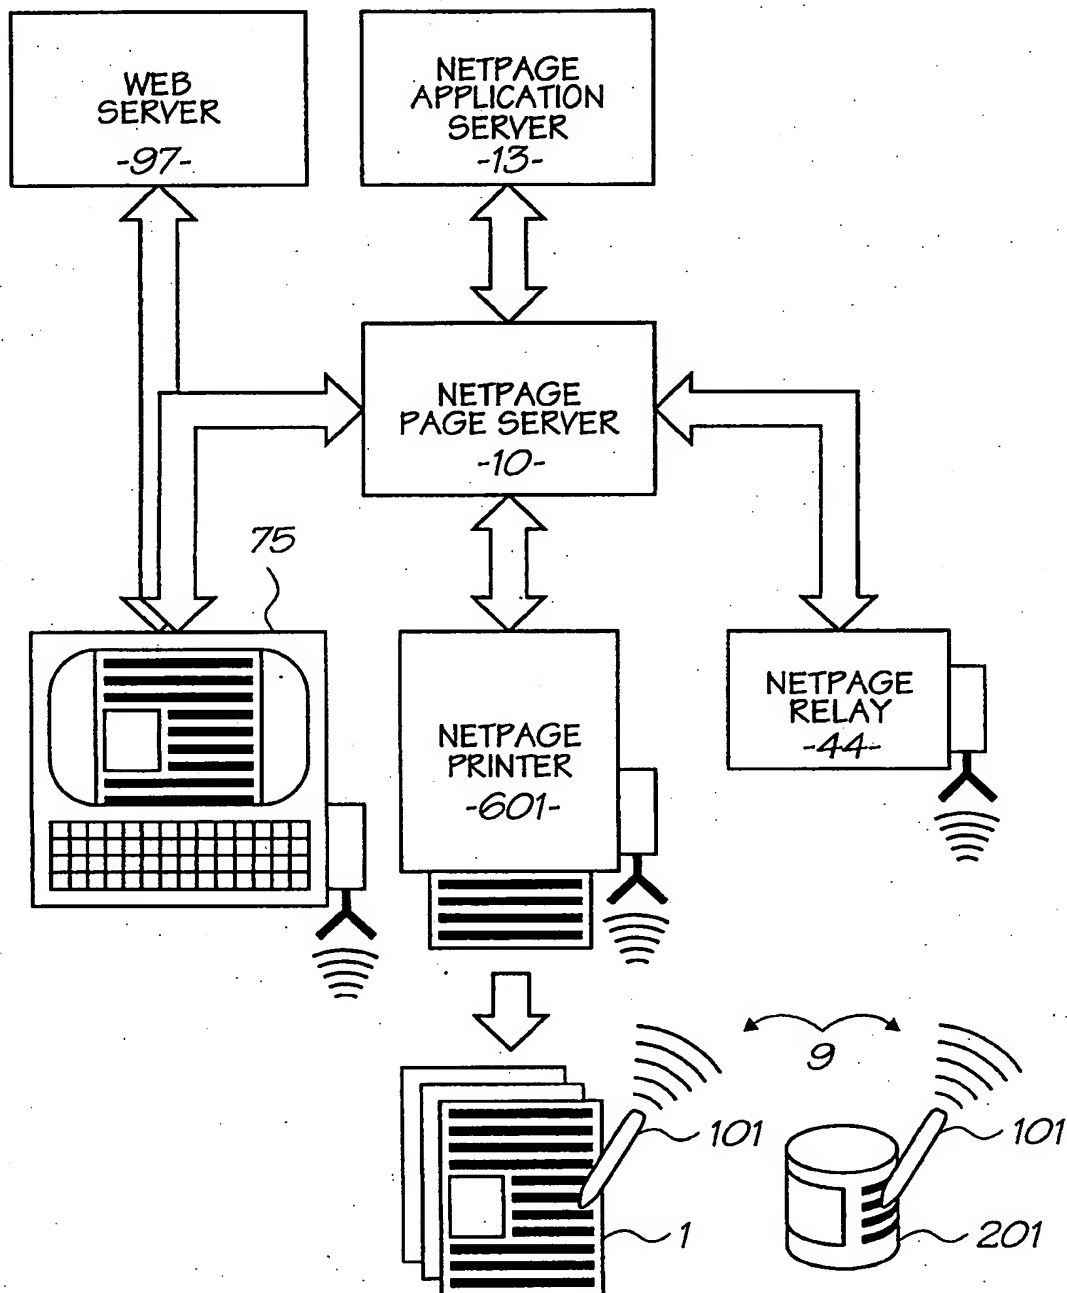 WEB
SERVER
-97-
NETPAGE
APPLICATION
SERVER
-13-
NETPAGE
PAGE SERVER
-10-
75
NETPAGE
PRINTER
-601-
NETPAGE
RELAY
-44-
9
101
101
1
201